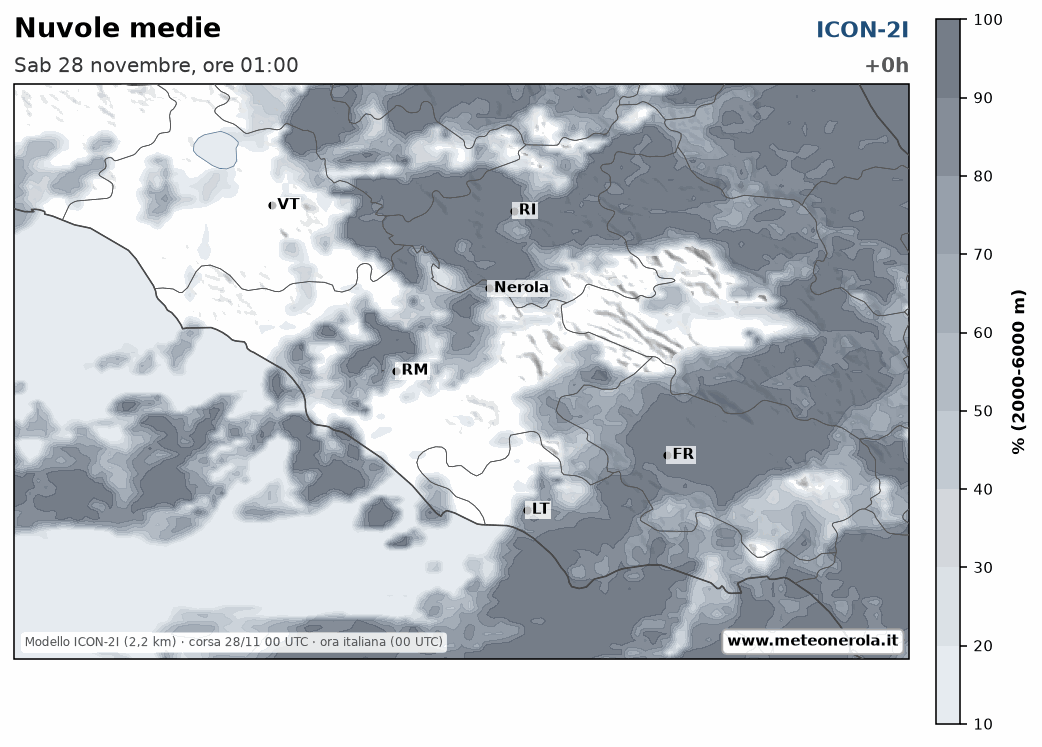 Nuvole medie
ICON-2I
Sab 28 novembre, ore 01:00
+0h
100
90
80
70
60
50
40
30
20
10
% (2000-6000 m)
VT
RI
Nerola
RM
FR
LT
Modello ICON-2I (2,2 km) · corsa 28/11 00 UTC · ora italiana (00 UTC)
www.meteonerola.it